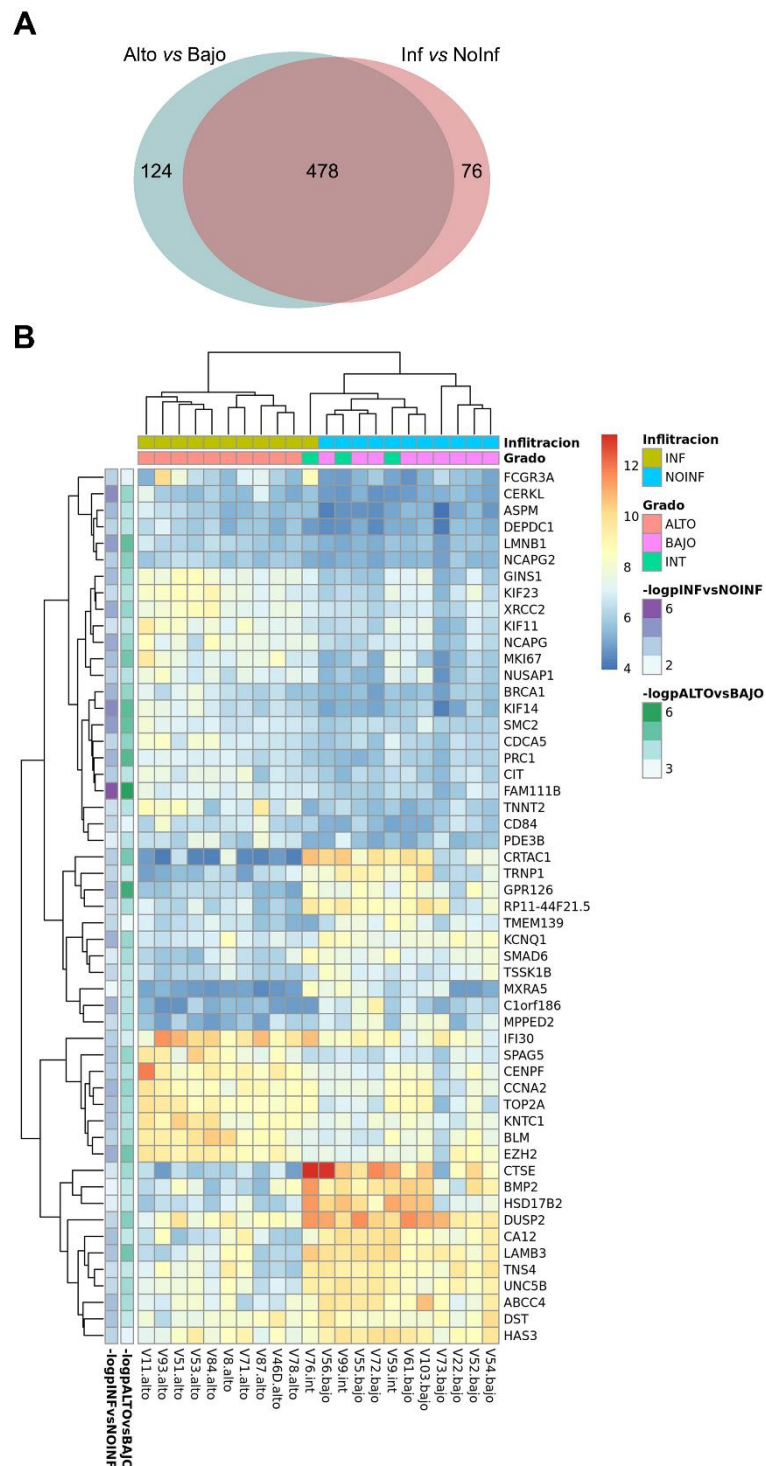 A
Alto vs Bajo
Inf vs NoInf
124
478
76
B
Inflitracion
Grado
FCGR3A
CERKL
ASPM
DEPDC1
LMNB1
NCAPG2
GINS1
KIF23
XRCC2
KIF11
NCAPG
MKI67
NUSAP1
BRCA1
KIF14
SMC2
CDCA5
PRC1
CIT
FAM111B
TNNT2
CD84
PDE3B
CRTAC1
TRNP1
GPR126
RP11-44F21.5
TMEM139
KCNQ1
SMAD6
TSSK1B
MXRA5
C1orf186
MPPED2
IFI30
SPAG5
CENPF
CCNA2
TOP2A
KNTC1
BLM
EZH2
CTSE
BMP2
HSD17B2
DUSP2
CA12
LAMB3
TNS4
UNC5B
ABCC4
DST
HAS3
12
10
8
6
4
Inflitracion
INF
NOINF
Grado
ALTO
BAJO
INT
-logpINFvsNOINF
6
2
-logpALTOvsBAJO
6
3
-logpINFvsNOINF
-logpALTOvsBAJO
V11.alto
V93.alto
V51.alto
V53.alto
V84.alto
V8.alto
V71.alto
V87.alto
V46D.alto
V78.alto
V76.int
V56.bajo
V99.int
V55.bajo
V72.bajo
V59.int
V61.bajo
V103.bajo
V73.bajo
V22.bajo
V52.bajo
V54.bajo